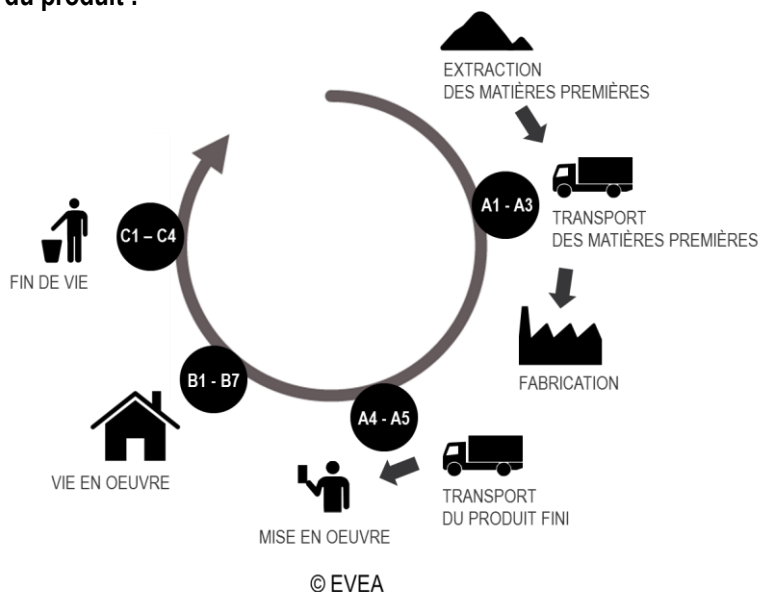 du produit :
EXTRACTION
DES MATIÈRES PREMIÈRES
A1 - A3
TRANSPORT
DES MATIÈRES PREMIÈRES
FABRICATION
A4 - A5
TRANSPORT
DU PRODUIT FINI
MISE EN OEUVRE
B1 - B7
VIE EN OEUVRE
C1 – C4
FIN DE VIE
© EVEA